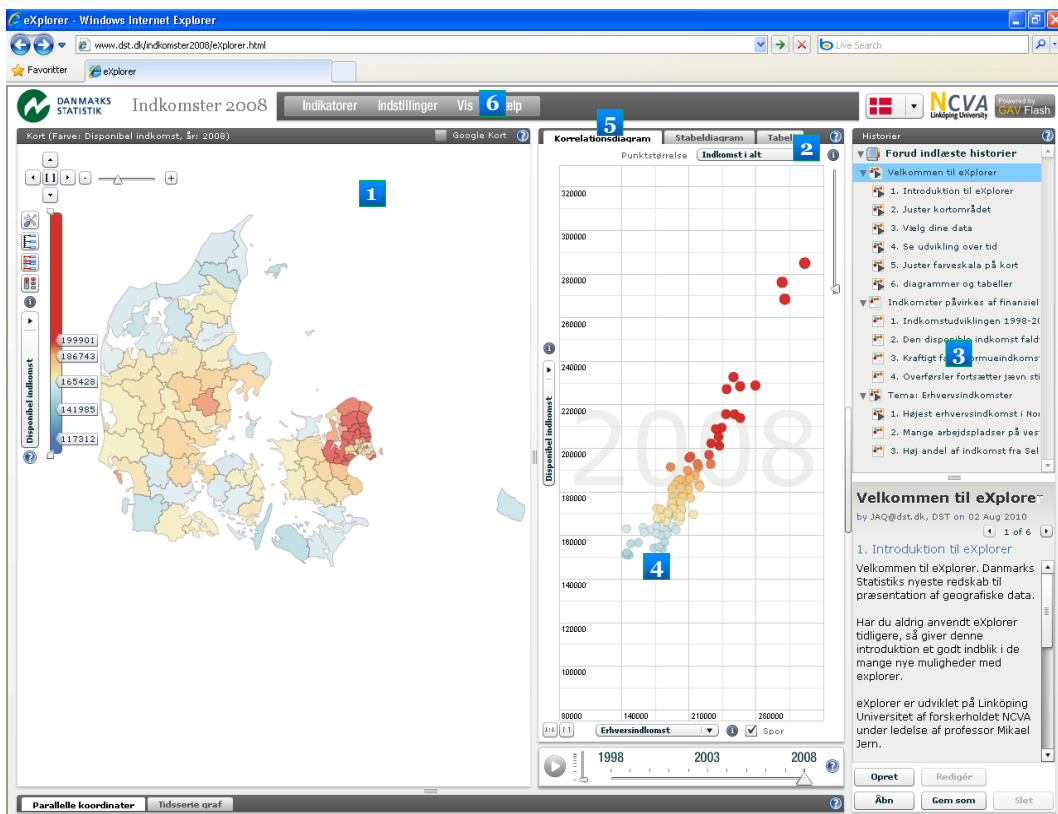 eXplorer - Windows Internet Explorer
www.dst.dk/indkomster2008/eXplorer.html
Live Search
Favoritter
eXplorer
DANMARKS
STATISTIK
Indkomster 2008
Indikatorer Indstillinger Vis 6
NCVA
Linköping University
Powered by
GAV Flash
Kort (Farve: Disponibel indkomst, år: 2008)
Google Kort
1
Disponibel indkomst
199901
186743
165428
141985
117312
5
Korrelationsdiagram Stabeldiagram
Punktstørrelse Indkomst i alt 2
320000
300000
280000
260000
240000
220000
200000
180000
160000
140000
120000
100000
80000 140000 210000 280000
2008
4
Disponibel indkomst
Erhversindkomst
Spor
1998 2003 2008
Parallelle koordinater Tidsserie graf
Historier
Forud indlæste historier
Velkommen til eXplorer
1. Introduktion til eXplorer
2. Juster kortområdet
3. Vælg dine data
4. Se udvikling over tid
5. Juster farveskala på kort
6. diagrammer og tabeller
Indkomster påvirkes af finansiel
1. Indkomstudviklingen 1998-20
2. Den disponible indkomst fald
3. Kraftigt
3
4. Overførsler fortsætter jævn sti
Tema: Erhvervsindkomster
1. Højest erhvervsindkomst i No
2. Mange arbejdspladser på ves
3. Høj andel af indkomst fra Sel
Velkommen til eXplore
by JAQ@dst.dk, DST on 02 Aug 2010
1 of 6
1. Introduktion til eXplorer
Velkommen til eXplorer. Danmarks
Statistiks nyeste redskab til
præsentation af geografiske data.
Har du aldrig anvendt eXplorer
tidligere, så giver denne
introduktion et godt indblik i de
mange nye muligheder med
explorer.
eXplorer er udviklet på Linköping
Universitet af forskerholdet NCVA
under ledelse af professor Mikael
Jern.
Opret Redigér
Åbn Gem som Slet